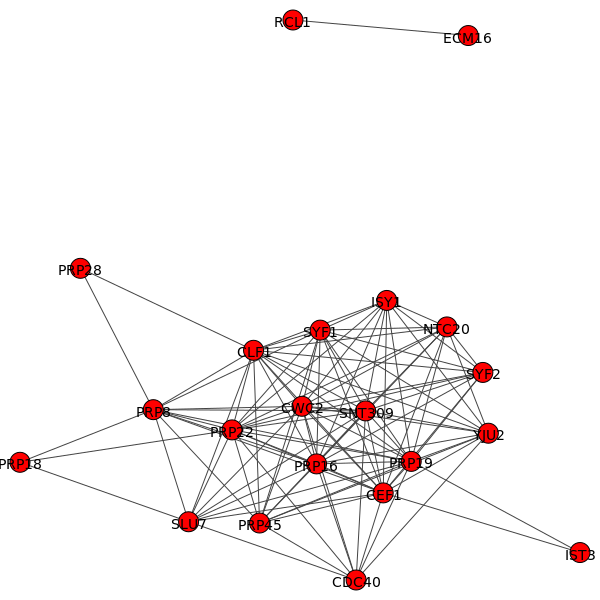 RCL1
ECM16
PRP28
ISY1
NTC20
SYF1
CLF1
SYF2
CWC2
SNT309
PRP8
PRP22
YJU2
PRP18
PRP16
PRP19
CEF1
SLU7
PRP45
IST3
CDC40